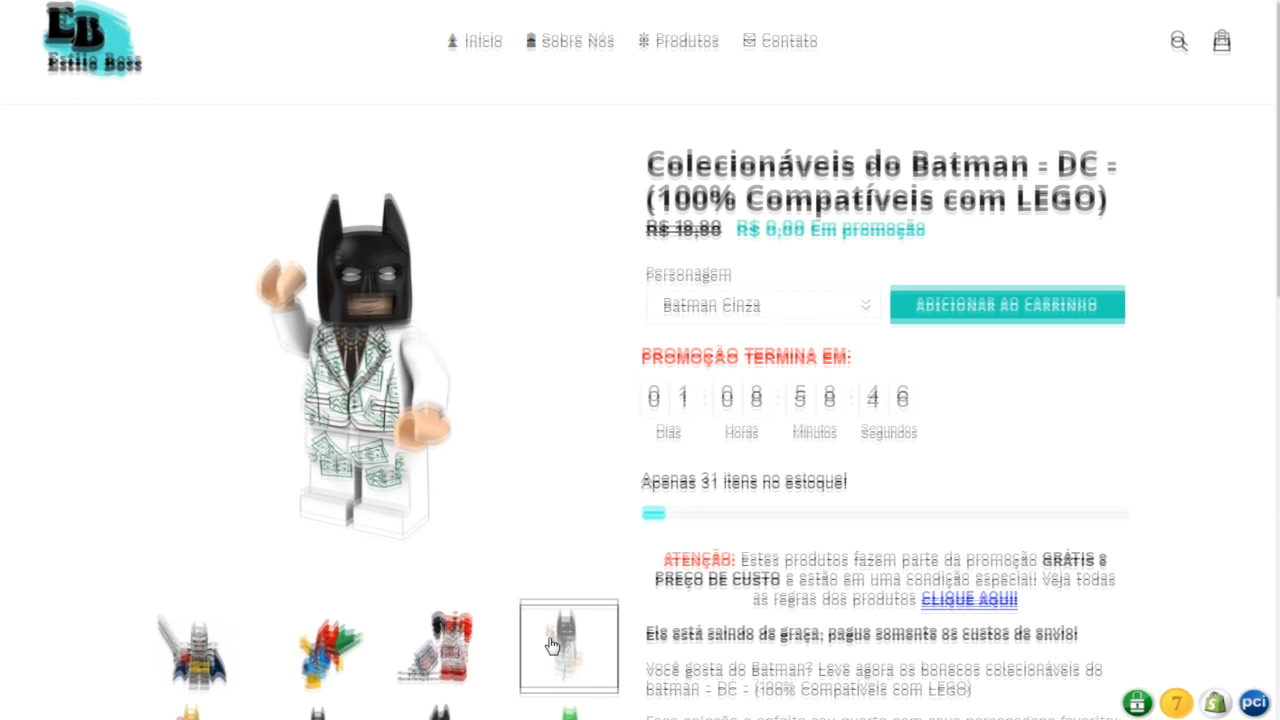 EB
Estilo Boss
Início
Sobre Nós
Produtos
Contato
Colecionáveis do Batman - DC -
(100% Compatíveis com LEGO)
R$ 0,00 Em promoção
Personagem
Batman Cinza
ADICIONAR AO CARRINHO
PROMOÇÃO TERMINA EM:
0 1 : 0 8 : 5 8 : 4 6
Dias Horas Minutos Segundos
Apenas 31 itens no estoque!
ATENÇÃO: Estes produtos fazem parte da promoção GRÁTIS e
PREÇO DE CUSTO e estão em uma condição especial! Veja todas
as regras dos produtos CLIQUE AQUI!
Ele está saindo de graça, pague somente os custos de envio!
Você gosta do Batman? Leve agora os bonecos colecionáveis do
batman - DC - (100% Compatíveis com LEGO)
7
pci